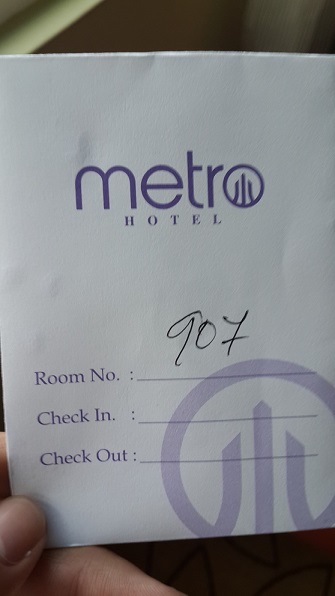 metro
HOTEL
907
Room No. :
Check In. :
Check Out :